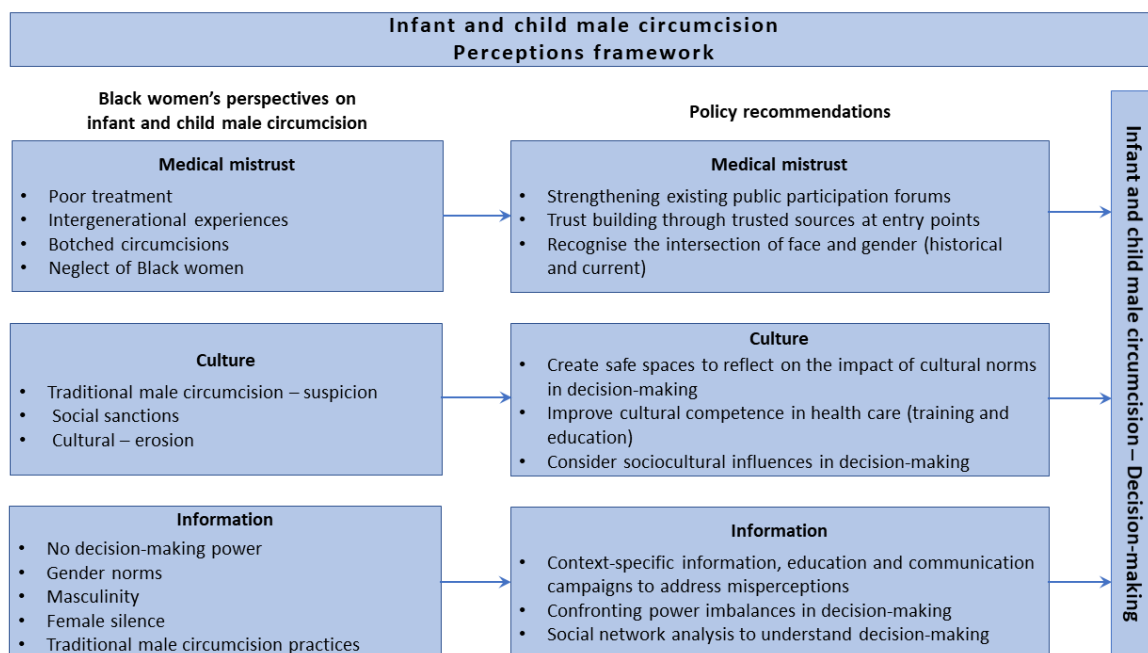 Infant and child male circumcision
Perceptions framework
Black women's perspectives on
infant and child male circumcision
Policy recommendations
Medical mistrust
• Poor treatment
• Intergenerational experiences
• Botched circumcisions
• Neglect of Black women
Medical mistrust
• Strengthening existing public participation forums
• Trust building through trusted sources at entry points
• Recognise the intersection of face and gender (historical
and current)
Culture
• Traditional male circumcision – suspicion
• Social sanctions
• Cultural – erosion
Culture
• Create safe spaces to reflect on the impact of cultural norms
in decision-making
• Improve cultural competence in health care (training and
education)
• Consider sociocultural influences in decision-making
Information
• No decision-making power
• Gender norms
• Masculinity
• Female silence
• Traditional male circumcision practices
Information
• Context-specific information, education and communication
campaigns to address misperceptions
• Confronting power imbalances in decision-making
• Social network analysis to understand decision-making
Infant and child male circumcision – Decision-making